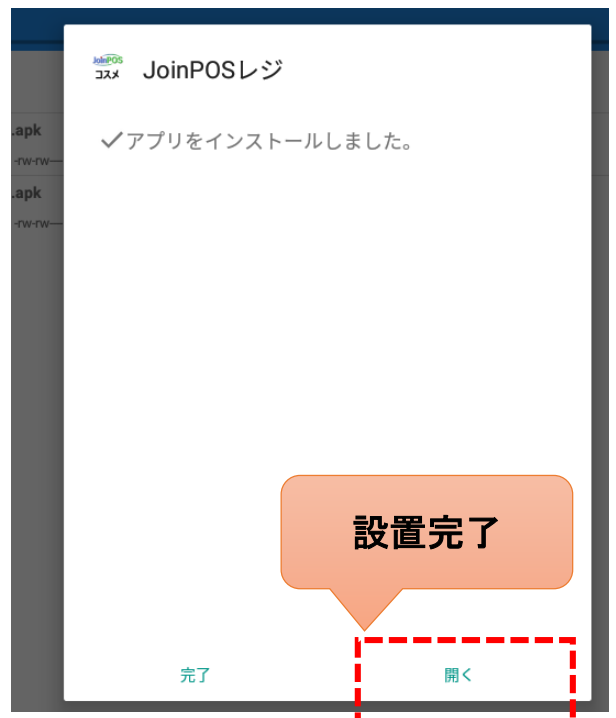 JoinPOS
コスメ
JoinPOSレジ
✓アプリをインストールしました。
.apk
-rw-rw—
.apk
-rw-rw—
設置完了
完了
開く